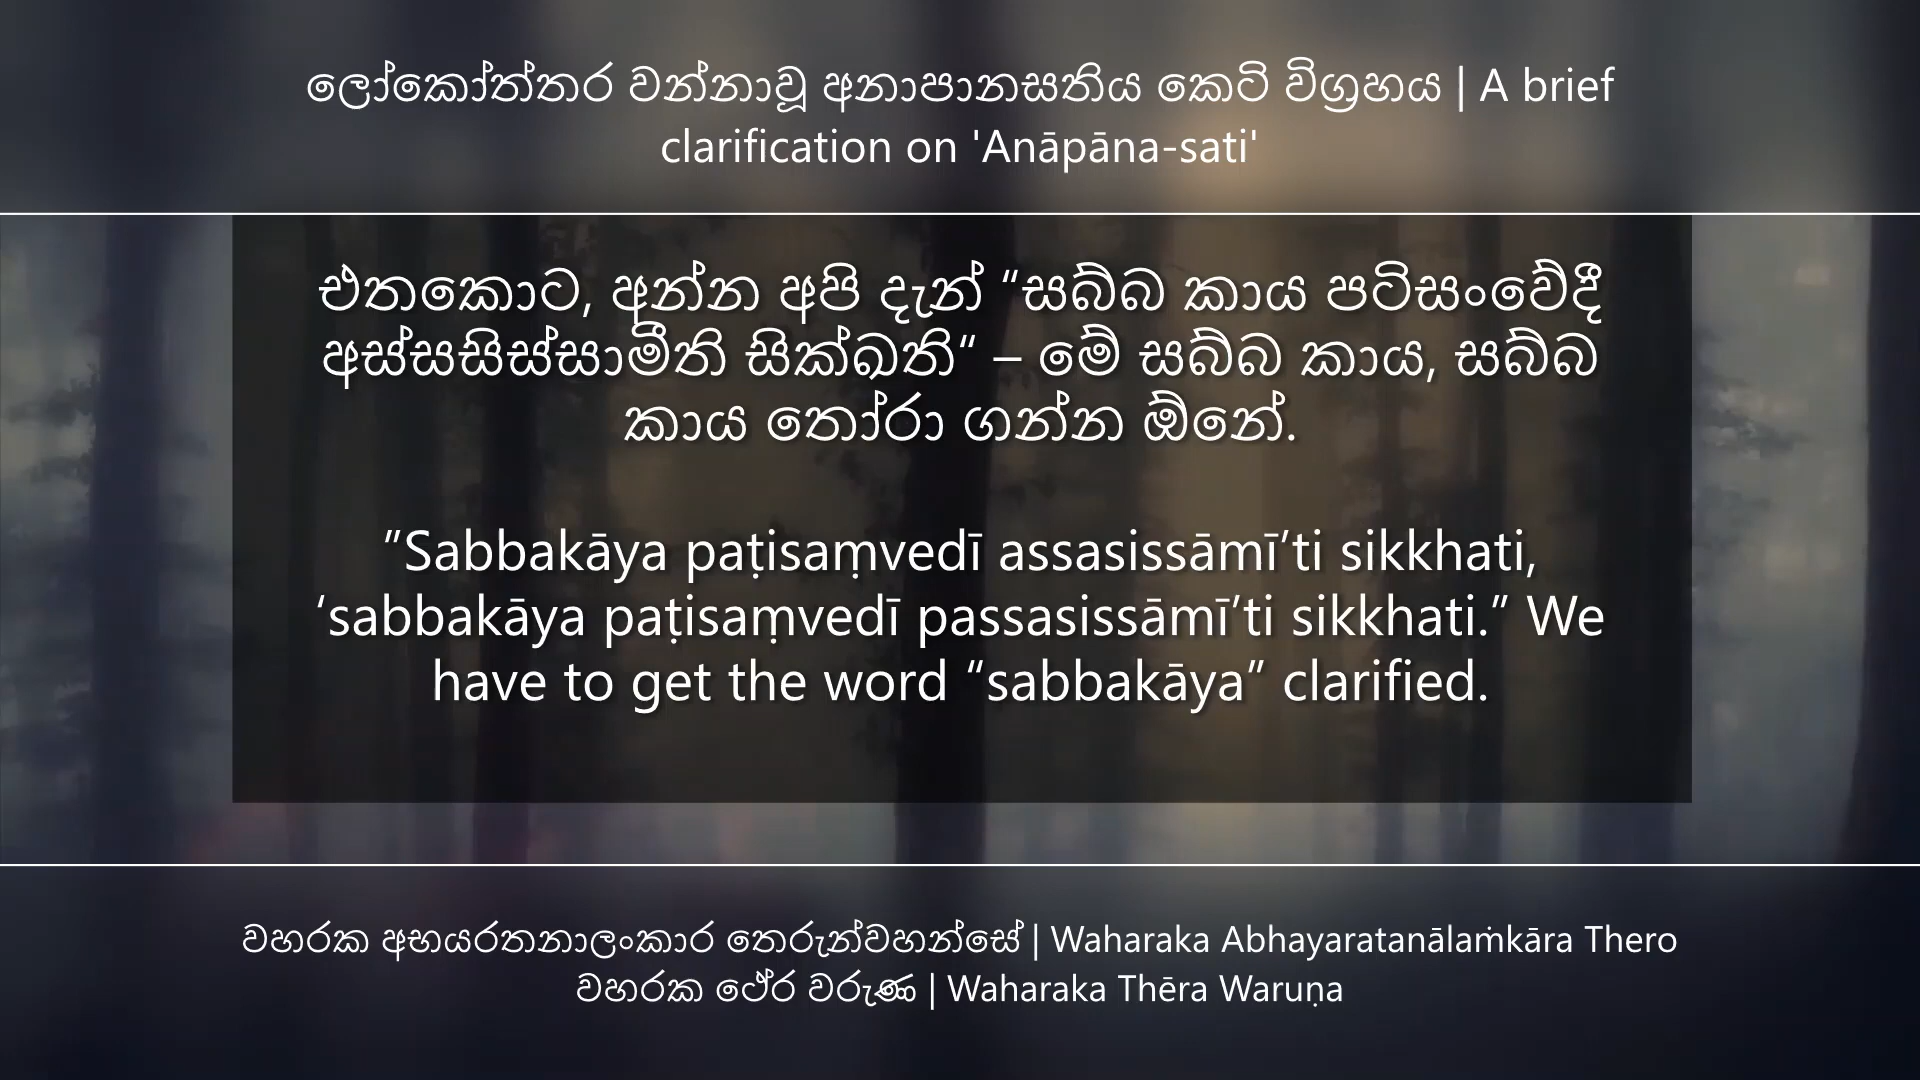 ලෝකෝත්තර වන්නාවූ අනාපානසතිය කෙටි විග්‍රහය | A brief
clarification on 'Anāpāna-sati'
එතකොට, අන්න අපි දැන් “සබ්බ කාය පටිසංවේදී
අස්සසිස්සාමීති සික්ඛති“ – මේ සබ්බ කාය, සබ්බ
කාය තෝරා ගන්න ඕනේ.
”Sabbakāya paṭisaṃvedī assasissāmī’ti sikkhati,
‘sabbakāya paṭisaṃvedī passasissāmī’ti sikkhati.” We
have to get the word “sabbakāya” clarified.
වහරක අභයරතනාලංකාර තෙරුන්වහන්සේ | Waharaka Abhayaratanālaṁkāra Thero
වහරක ථේර වරුණ | Waharaka Thēra Waruṇa